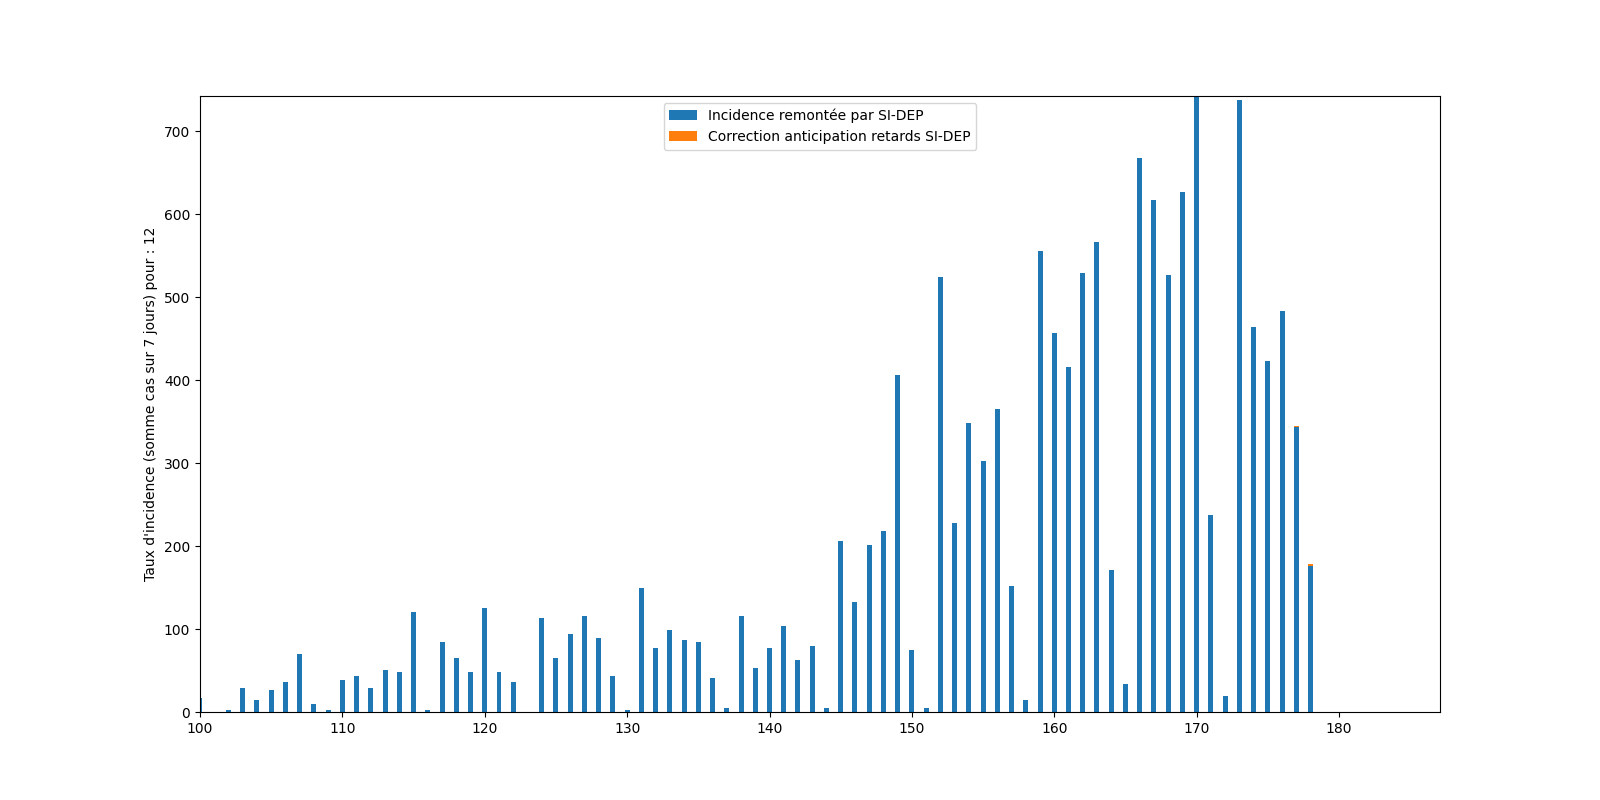 Incidence remontée par SI-DEP
Correction anticipation retards SI-DEP
Taux d'incidence (somme cas sur 7 jours) pour : 12
700
600
500
400
300
200
100
0
100 110 120 130 140 150 160 170 180